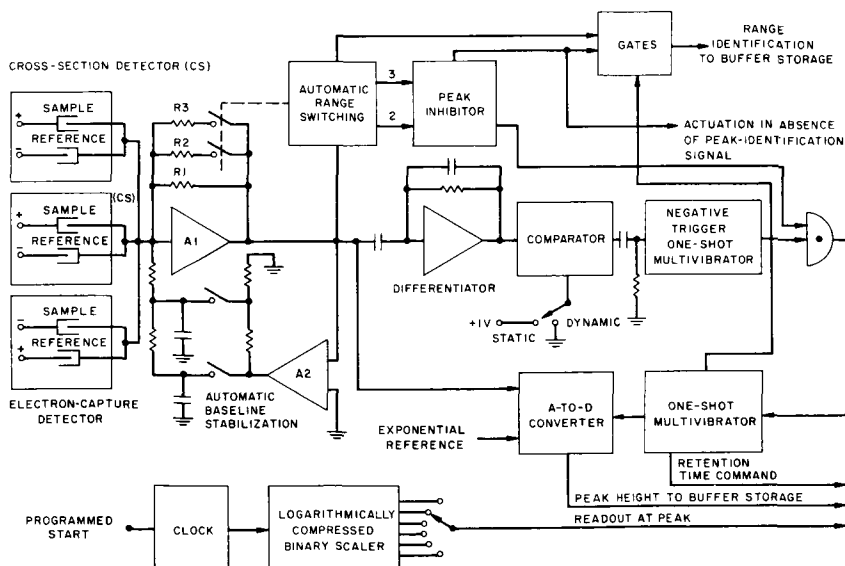 CROSS-SECTION DETECTOR (CS)
SAMPLE
+
REFERENCE
−
SAMPLE
(CS)
+
REFERENCE
−
SAMPLE
−
REFERENCE
+
ELECTRON-CAPTURE
DETECTOR
R3
R2
R1
A1
A2
AUTOMATIC
BASELINE
STABILIZATION
AUTOMATIC
RANGE
SWITCHING
3
2
PEAK
INHIBITOR
GATES
RANGE
IDENTIFICATION
TO BUFFER STORAGE
ACTUATION IN ABSENCE
OF PEAK-IDENTIFICATION
SIGNAL
DIFFERENTIATOR
COMPARATOR
+1V
STATIC
DYNAMIC
NEGATIVE
TRIGGER
ONE-SHOT
MULTIVIBRATOR
EXPONENTIAL
REFERENCE
A-TO-D
CONVERTER
ONE-SHOT
MULTIVIBRATOR
RETENTION
TIME COMMAND
PEAK HEIGHT TO BUFFER STORAGE
READOUT AT PEAK
PROGRAMMED
START
CLOCK
LOGARITHMICALLY
COMPRESSED
BINARY SCALER